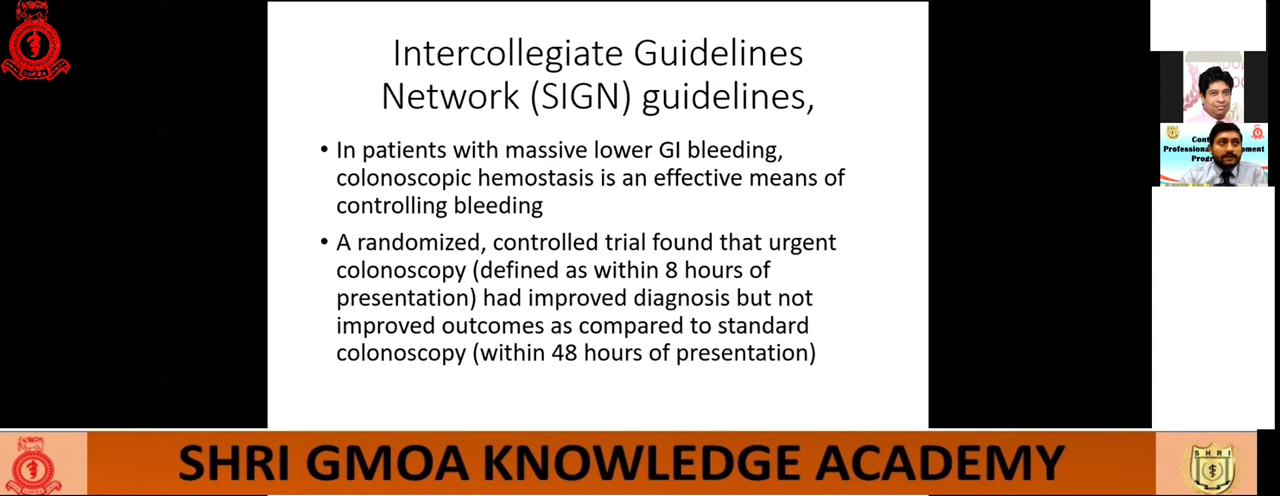 Intercollegiate Guidelines
Network (SIGN) guidelines,
• In patients with massive lower GI bleeding,
colonoscopic hemostasis is an effective means of
controlling bleeding
• A randomized, controlled trial found that urgent
colonoscopy (defined as within 8 hours of
presentation) had improved diagnosis but not
improved outcomes as compared to standard
colonoscopy (within 48 hours of presentation)
SHRI GMOA KNOWLEDGE ACADEMY
SHRI